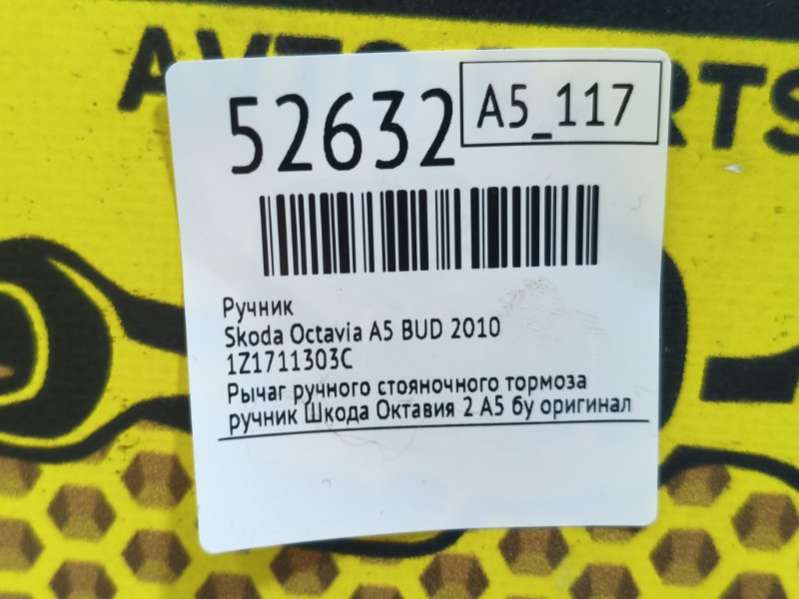 52632
A5_117
Ручник
Skoda Octavia A5 BUD 2010
1Z1711303C
Рычаг ручного стояночного тормоза
ручник Шкода Октавия 2 А5 бу оригинал